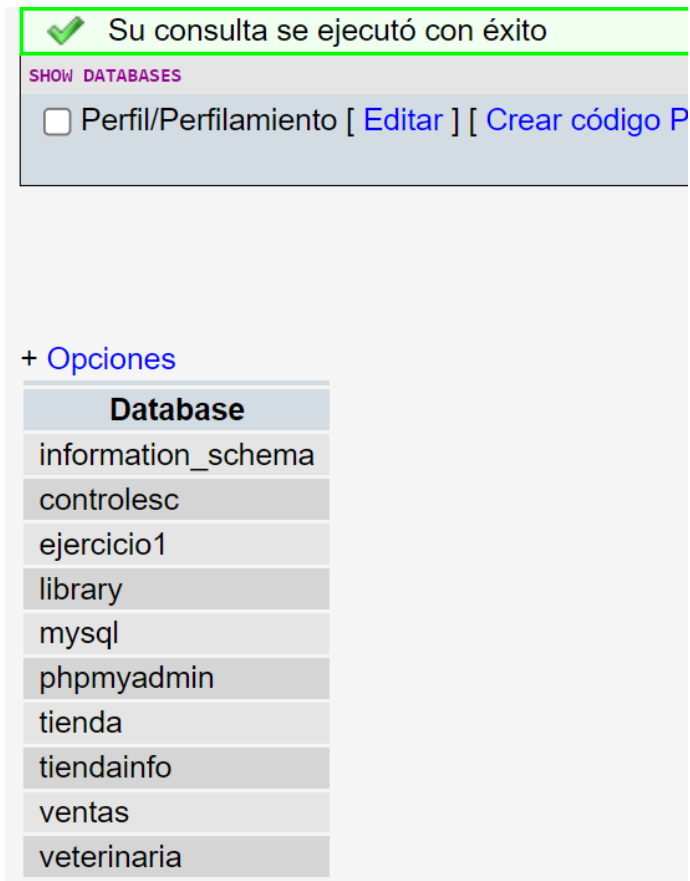 Su consulta se ejecutó con éxito
SHOW DATABASES
Perfil/Perfilamiento [ Editar ] [ Crear código P
+ Opciones
Database
information_schema
controlesc
ejercicio1
library
mysql
phpmyadmin
tienda
tiendainfo
ventas
veterinaria